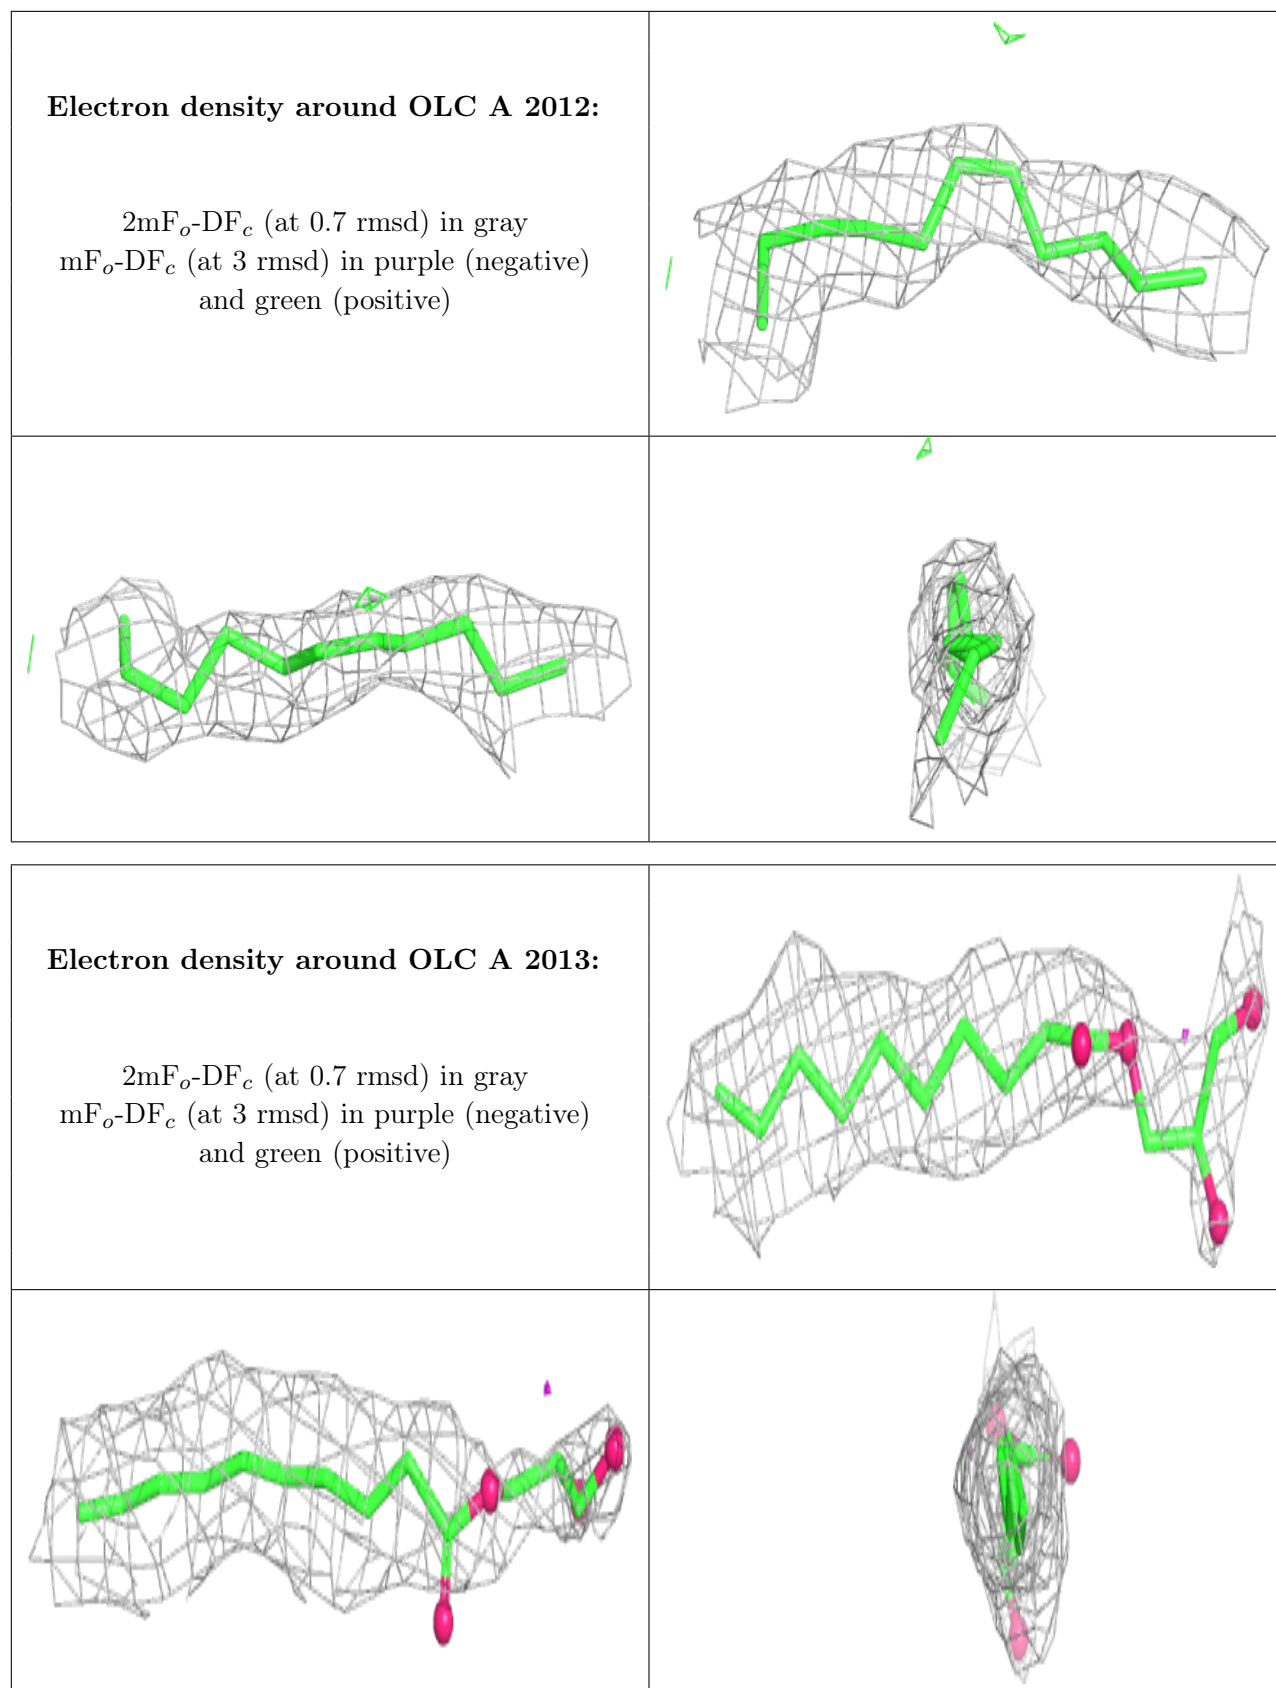 Electron density around OLC A 2012:
2mFₒ-DF𝒸 (at 0.7 rmsd) in gray
mFₒ-DF𝒸 (at 3 rmsd) in purple (negative)
and green (positive)
Electron density around OLC A 2013:
2mFₒ-DF𝒸 (at 0.7 rmsd) in gray
mFₒ-DF𝒸 (at 3 rmsd) in purple (negative)
and green (positive)